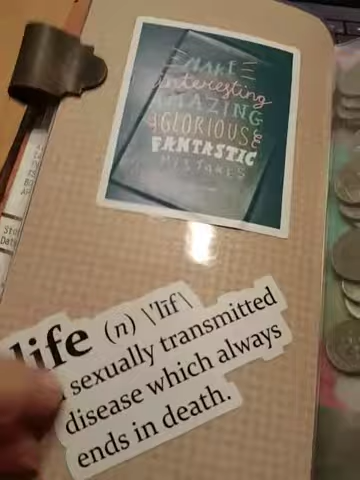 MAKE
interesting
AMAZING
GLORIOUS
FANTASTIC
MISTAKES
life (n) \'līf\
sexually transmitted
disease which always
ends in death.